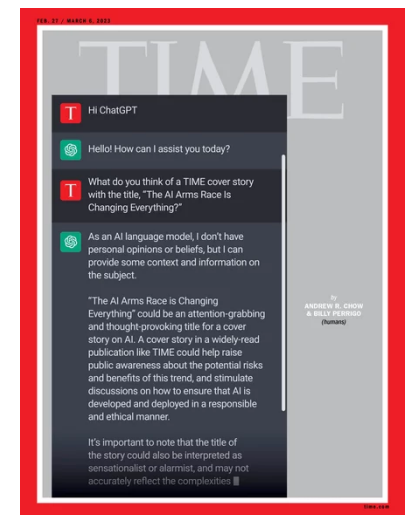 FEB. 27 / MARCH 6, 2023
TIME
T
Hi ChatGPT
Hello! How can I assist you today?
T
What do you think of a TIME cover story
with the title, "The AI Arms Race Is
Changing Everything?"
As an AI language model, I don't have
personal opinions or beliefs, but I can
provide some context and information on
the subject.
"The AI Arms Race is Changing
Everything" could be an attention-grabbing
and thought-provoking title for a cover
story on AI. A cover story in a widely-read
publication like TIME could help raise
public awareness about the potential risks
and benefits of this trend, and stimulate
discussions on how to ensure that AI is
developed and deployed in a responsible
and ethical manner.
It's important to note that the title of
the story could also be interpreted as
sensationalist or alarmist, and may not
accurately reflect the complexities
by
ANDREW R. CHOW
& BILLY PERRIGO
(humans)
time.com